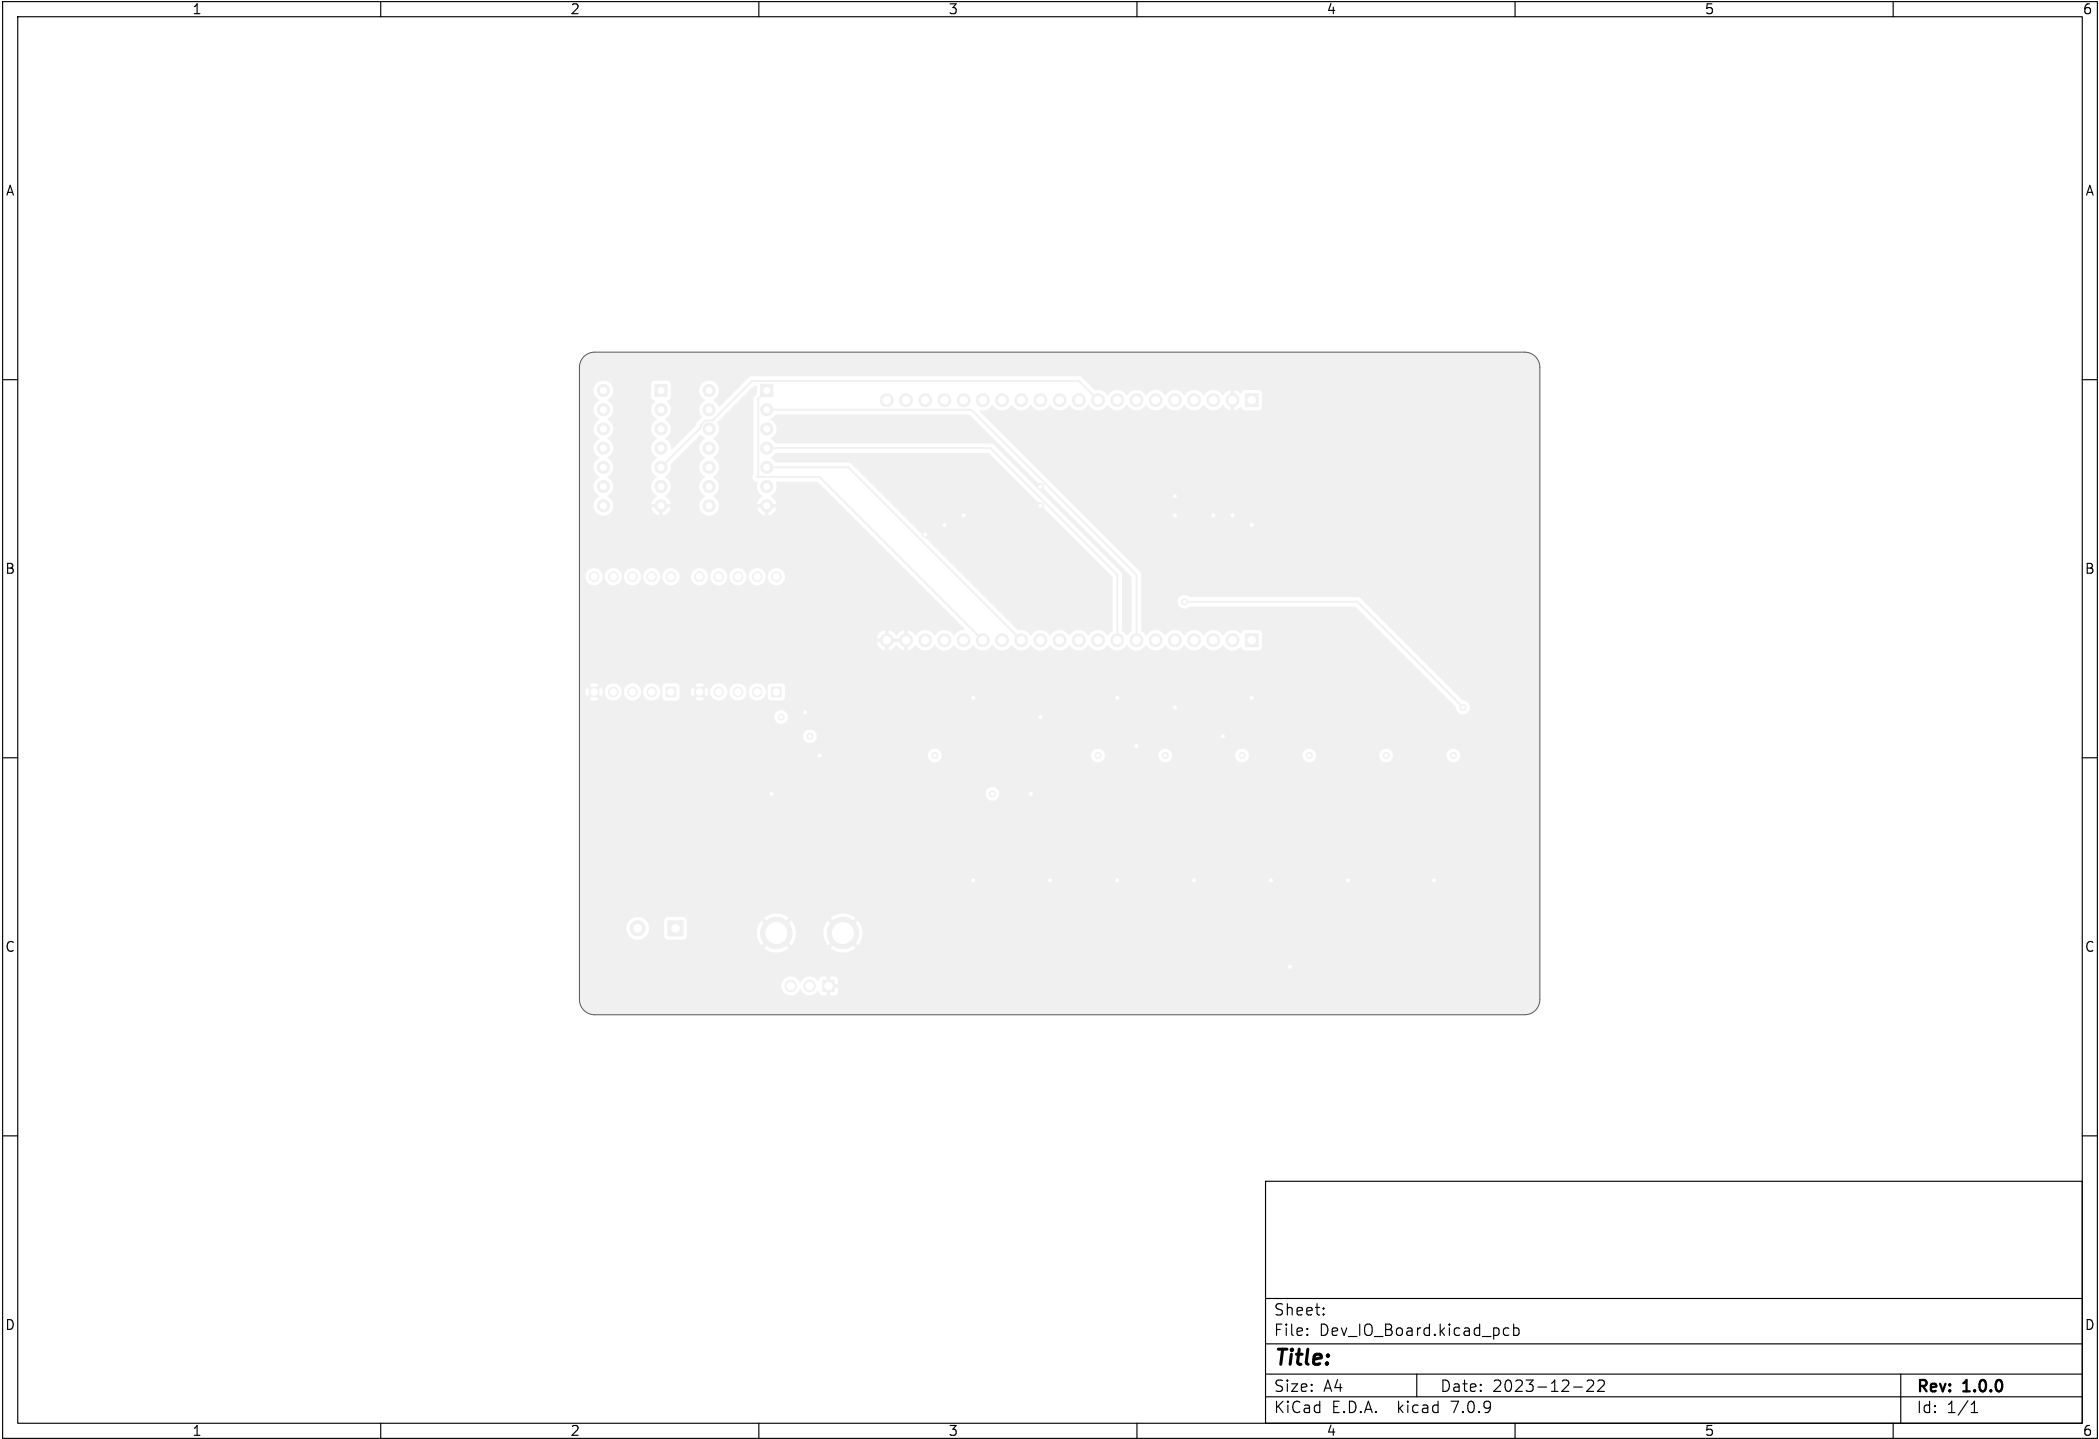 1 2 3 4 5 6
A A
B B
C C
D D
Sheet:
File: Dev_IO_Board.kicad_pcb
Title:
Size: A4 Date: 2023-12-22 Rev: 1.0.0
KiCad E.D.A. kicad 7.0.9 Id: 1/1
1 2 3 4 5 6